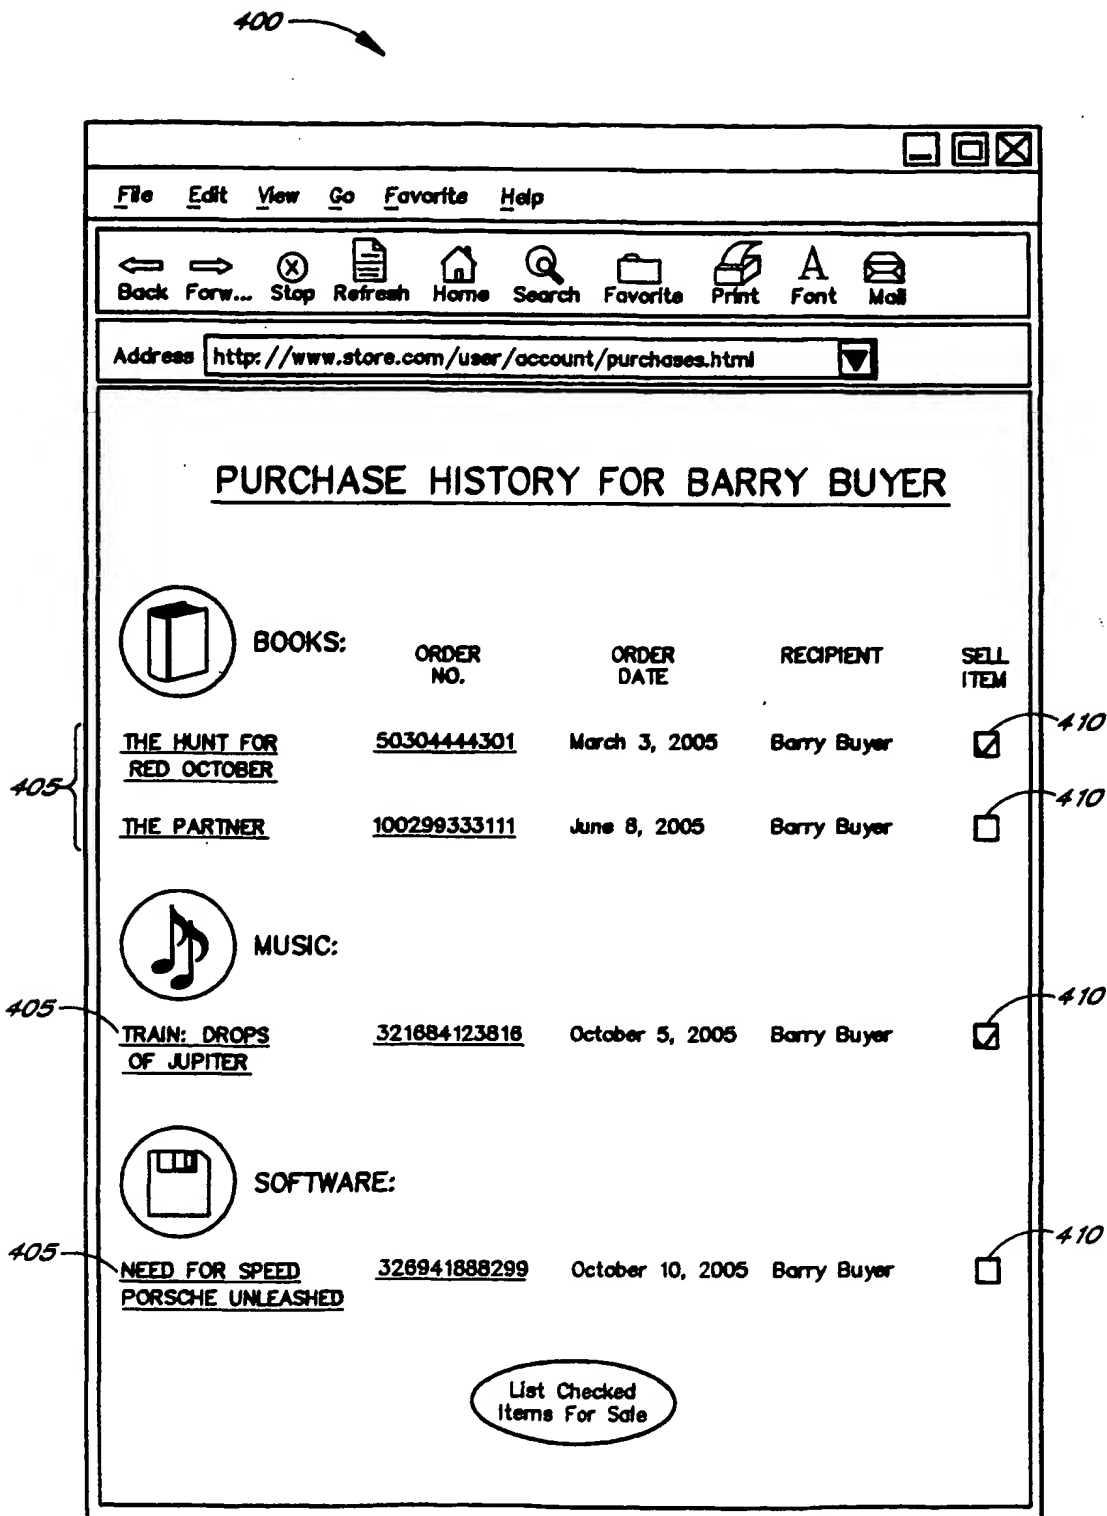 400
File Edit View Go Favorite Help
Back Forw... Stop Refresh Home Search Favorite Print Font Mail
Address http://www.store.com/user/account/purchases.html
PURCHASE HISTORY FOR BARRY BUYER
BOOKS: ORDER NO. ORDER DATE RECIPIENT SELL ITEM
THE HUNT FOR 50304444301 March 3, 2005 Barry Buyer 410
RED OCTOBER
405
THE PARTNER 100299333111 June 8, 2005 Barry Buyer 410
MUSIC:
405 410
TRAIN: DROPS 321684123816 October 5, 2005 Barry Buyer
OF JUPITER
SOFTWARE:
405 410
NEED FOR SPEED 326941888299 October 10, 2005 Barry Buyer
PORSCHE UNLEASHED
List Checked
Items For Sale